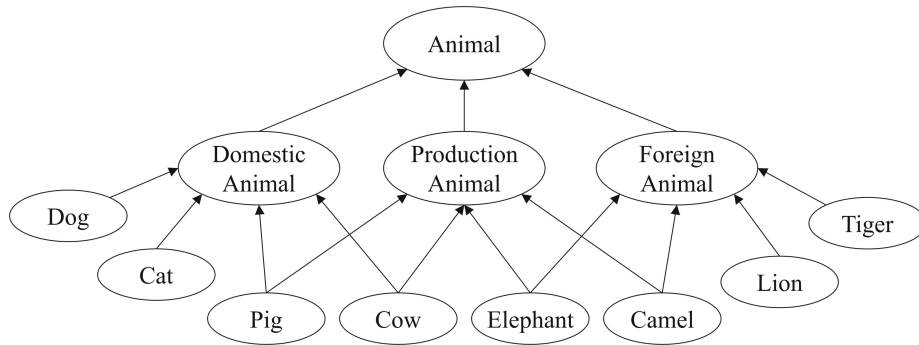 Animal
Domestic
Animal
Production
Animal
Foreign
Animal
Dog
Tiger
Cat
Lion
Pig
Cow
Elephant
Camel